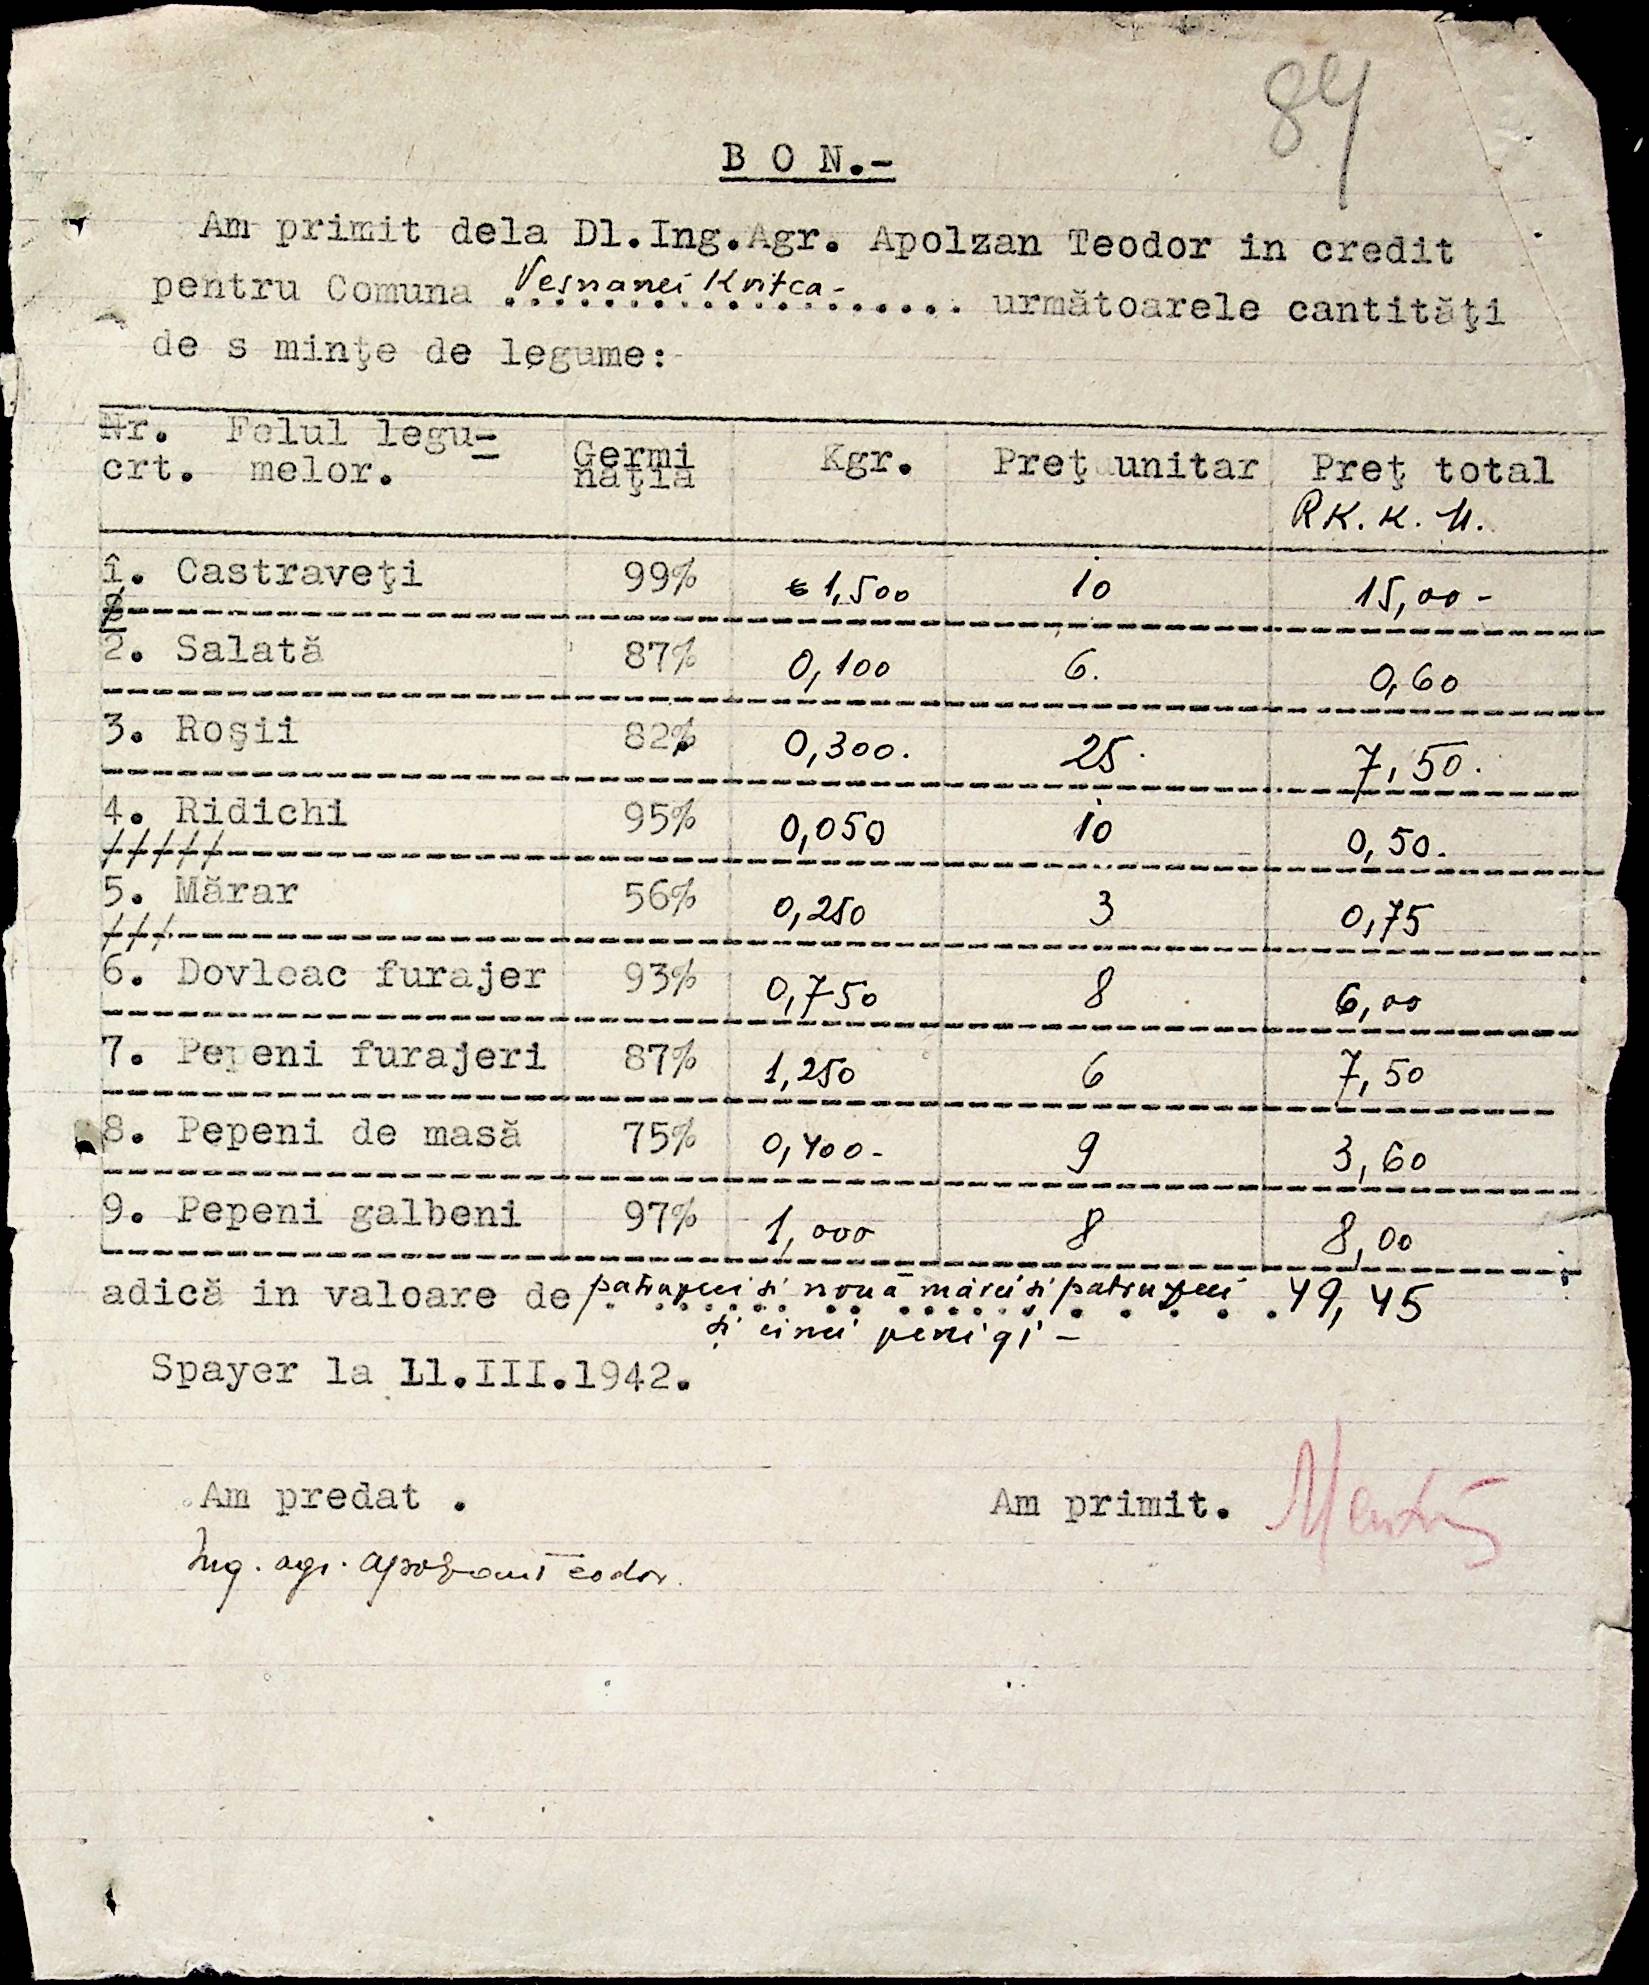 84
B O N.-
Am primit dela Dl.Ing.Agr. Apolzan Teodor in credit
pentru Comuna Vesnanei Kritca- următoarele cantităţi
de s minţe de legume:
Nr. Felul legu- Germi Kgr. Preţ unitar Preţ total
crt. melor. naţia RK. K. M.
1. Castraveţi 99% 1,500 10 15,00-
2. Salată 87% 0,100 6. 0,60
3. Roşii 82% 0,300. 25. 7,50.
4. Ridichi 95% 0,050 10 0,50.
5. Mărar 56% 0,250 3 0,75
6. Dovleac furajer 93% 0,750 8 6,00
7. Pepeni furajeri 87% 1,250 6 7,50
8. Pepeni de masă 75% 0,400- 9 3,60
9. Pepeni galbeni 97% 1,000 8 8,00
adică in valoare de patruzeci si nouă mărci si patruzeci 49,45
si cinci penigi -
Spayer la 11.III.1942.
Am predat . Am primit.
Ing. agr. Apolzan Teodor.